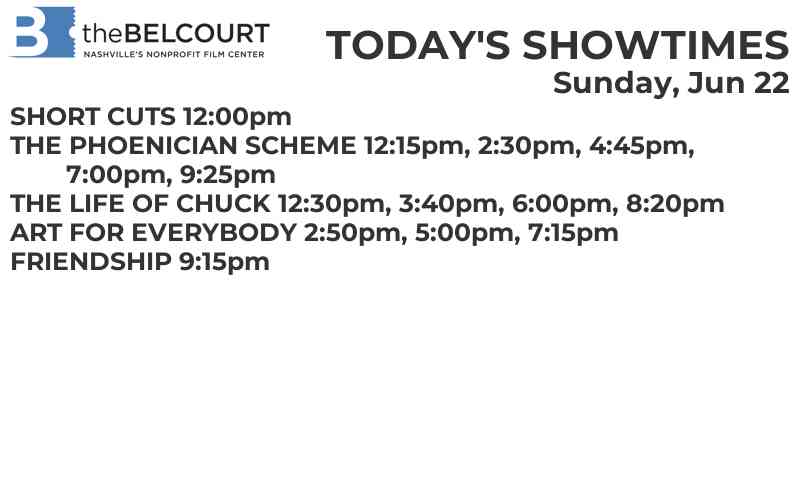 B theBELCOURT
NASHVILLE'S NONPROFIT FILM CENTER
TODAY'S SHOWTIMES
Sunday, Jun 22
SHORT CUTS 12:00pm
THE PHOENICIAN SCHEME 12:15pm, 2:30pm, 4:45pm,
7:00pm, 9:25pm
THE LIFE OF CHUCK 12:30pm, 3:40pm, 6:00pm, 8:20pm
ART FOR EVERYBODY 2:50pm, 5:00pm, 7:15pm
FRIENDSHIP 9:15pm